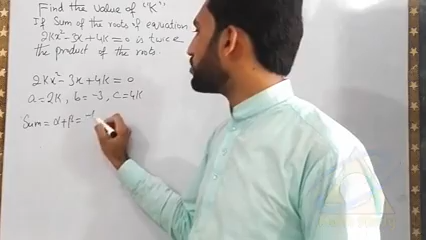 Find the value of "K"
If Sum of the roots of equation
2Kx²-3x+4K=0 is twice
the product of the roots.
2Kx²-3x+4K=0
a=2K, b=-3, c=4K
Sum = α+β = -